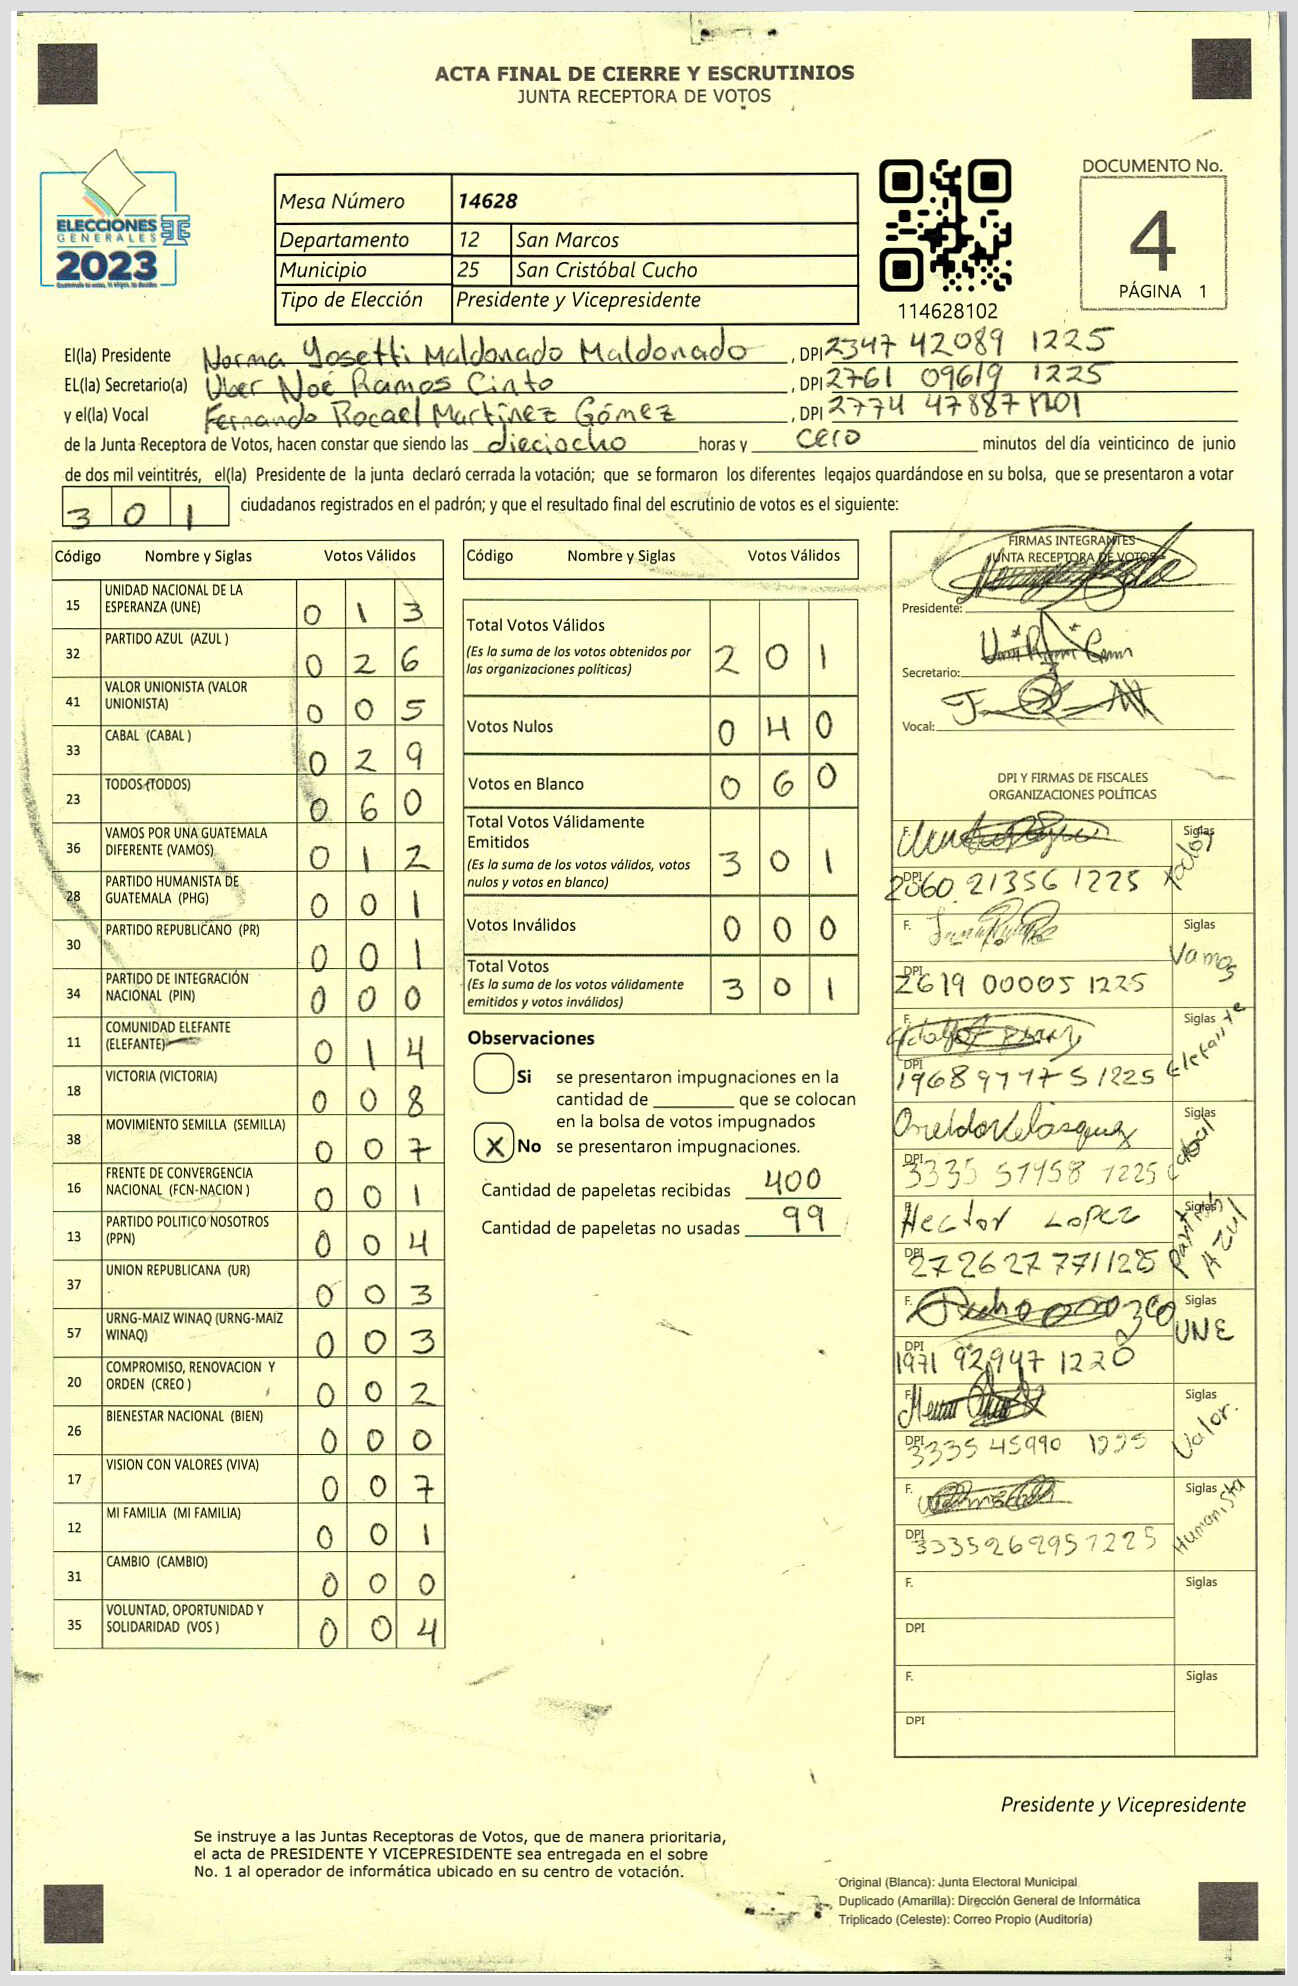 ACTA FINAL DE CIERRE Y ESCRUTINIOS
JUNTA RECEPTORA DE VOTOS
ELECCIONES
GENERALES
2023
Mesa Número 14628
Departamento 12 San Marcos
Municipio 25 San Cristóbal Cucho
Tipo de Elección Presidente y Vicepresidente
114628102
DOCUMENTO No.
4
PÁGINA 1
El(la) Presidente Norma Yosetti Maldonado Maldonado, DPI 2347 42089 1225
EL(la) Secretario(a) Uber Noé Ramos Cinto, DPI 2761 09619 1225
y el(la) Vocal Fernando Rocael Martínez Gómez, DPI 2774 47887 1201
de la Junta Receptora de Votos, hacen constar que siendo las dieciocho horas y cero minutos del día veinticinco de junio
de dos mil veintitrés, el(la) Presidente de la junta declaró cerrada la votación; que se formaron los diferentes legajos guardándose en su bolsa, que se presentaron a votar
301 ciudadanos registrados en el padrón; y que el resultado final del escrutinio de votos es el siguiente:
Código Nombre y Siglas Votos Válidos
15 UNIDAD NACIONAL DE LA ESPERANZA (UNE) 0 1 3
32 PARTIDO AZUL (AZUL ) 0 2 6
41 VALOR UNIONISTA (VALOR UNIONISTA) 0 0 5
33 CABAL (CABAL ) 0 2 9
23 TODOS (TODOS) 0 6 0
36 VAMOS POR UNA GUATEMALA DIFERENTE (VAMOS) 0 1 2
28 PARTIDO HUMANISTA DE GUATEMALA (PHG) 0 0 1
30 PARTIDO REPUBLICANO (PR) 0 0 1
34 PARTIDO DE INTEGRACIÓN NACIONAL (PIN) 0 0 0
11 COMUNIDAD ELEFANTE (ELEFANTE) 0 1 4
18 VICTORIA (VICTORIA) 0 0 8
38 MOVIMIENTO SEMILLA (SEMILLA) 0 0 7
16 FRENTE DE CONVERGENCIA NACIONAL (FCN-NACION ) 0 0 1
13 PARTIDO POLITICO NOSOTROS (PPN) 0 0 4
37 UNION REPUBLICANA (UR) 0 0 3
57 URNG-MAIZ WINAQ (URNG-MAIZ WINAQ) 0 0 3
20 COMPROMISO, RENOVACION Y ORDEN (CREO ) 0 0 2
26 BIENESTAR NACIONAL (BIEN) 0 0 0
17 VISION CON VALORES (VIVA) 0 0 7
12 MI FAMILIA (MI FAMILIA) 0 0 1
31 CAMBIO (CAMBIO) 0 0 0
35 VOLUNTAD, OPORTUNIDAD Y SOLIDARIDAD (VOS ) 0 0 4
Código Nombre y Siglas Votos Válidos
Total Votos Válidos 2 0 1
(Es la suma de los votos obtenidos por
las organizaciones políticas)
Votos Nulos 0 4 0
Votos en Blanco 0 6 0
Total Votos Válidamente
Emitidos 3 0 1
(Es la suma de los votos válidos, votos
nulos y votos en blanco)
Votos Inválidos 0 0 0
Total Votos 3 0 1
(Es la suma de los votos válidamente
emitidos y votos inválidos)
Observaciones
Si se presentaron impugnaciones en la
cantidad de ________ que se colocan
en la bolsa de votos impugnados
X No se presentaron impugnaciones.
Cantidad de papeletas recibidas 400
Cantidad de papeletas no usadas 99
FIRMAS INTEGRANTES
JUNTA RECEPTORA DE VOTOS
Presidente:
Secretario:
Vocal:
DPI Y FIRMAS DE FISCALES
ORGANIZACIONES POLÍTICAS
F. Siglas todos
DPI 2060 21356 1225
F. Siglas Vamos
DPI 2619 00005 1225
F. Siglas Elefante
DPI 1968 97775 1225
Oneldo Velásquez Siglas cabal
DPI 3335 57458 1225
F. Hector Lopez Siglas Partido Azul
DPI 2726 27 771 1225
F. Siglas UNE
DPI 1971 92947 1220
F. Siglas Valor.
DPI 3335 45990 1225
F. Siglas Humanista
DPI 3335269957225
F. Siglas
DPI
F. Siglas
DPI
Presidente y Vicepresidente
Se instruye a las Juntas Receptoras de Votos, que de manera prioritaria,
el acta de PRESIDENTE Y VICEPRESIDENTE sea entregada en el sobre
No. 1 al operador de informática ubicado en su centro de votación.
Original (Blanca): Junta Electoral Municipal
Duplicado (Amarilla): Dirección General de Informática
Triplicado (Celeste): Correo Propio (Auditoría)